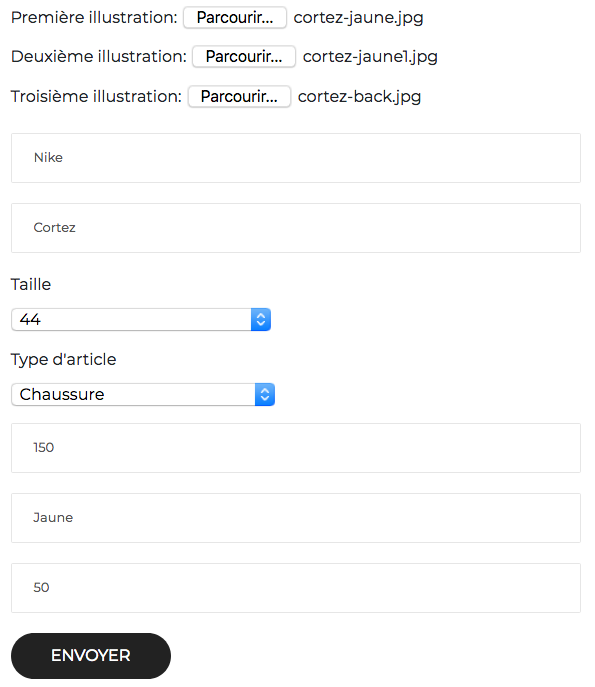 Première illustration: Parcourir... cortez-jaune.jpg
Deuxième illustration: Parcourir... cortez-jaune1.jpg
Troisième illustration: Parcourir... cortez-back.jpg
Nike
Cortez
Taille
44
Type d'article
Chaussure
150
Jaune
50
ENVOYER